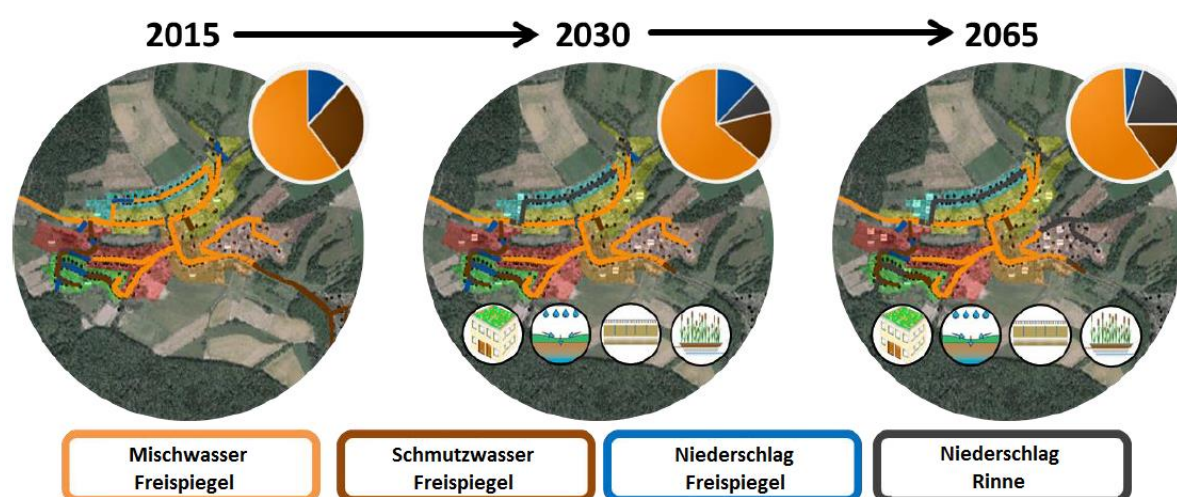 2015
2030
2065
Mischwasser
Freispiegel
Schmutzwasser
Freispiegel
Niederschlag
Freispiegel
Niederschlag
Rinne